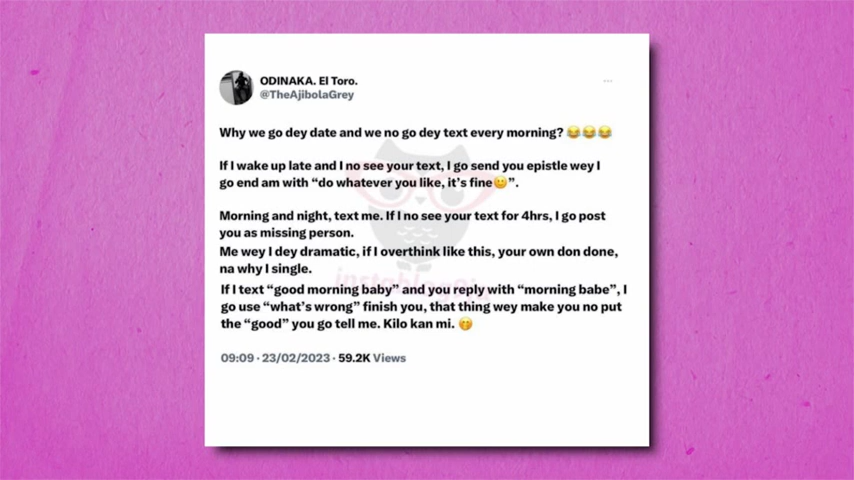 ODINAKA. El Toro.
@TheAjibolaGrey
Why we go dey date and we no go dey text every morning? 😂😂😂
If I wake up late and I no see your text, I go send you epistle wey I
go end am with “do whatever you like, it’s fine🙂”.
Morning and night, text me. If I no see your text for 4hrs, I go post
you as missing person.
Me wey I dey dramatic, if I overthink like this, your own don done,
na why I single.
If I text “good morning baby” and you reply with “morning babe”, I
go use “what’s wrong” finish you, that thing wey make you no put
the “good” you go tell me. Kilo kan mi. 🤭
09:09 · 23/02/2023 · 59.2K Views